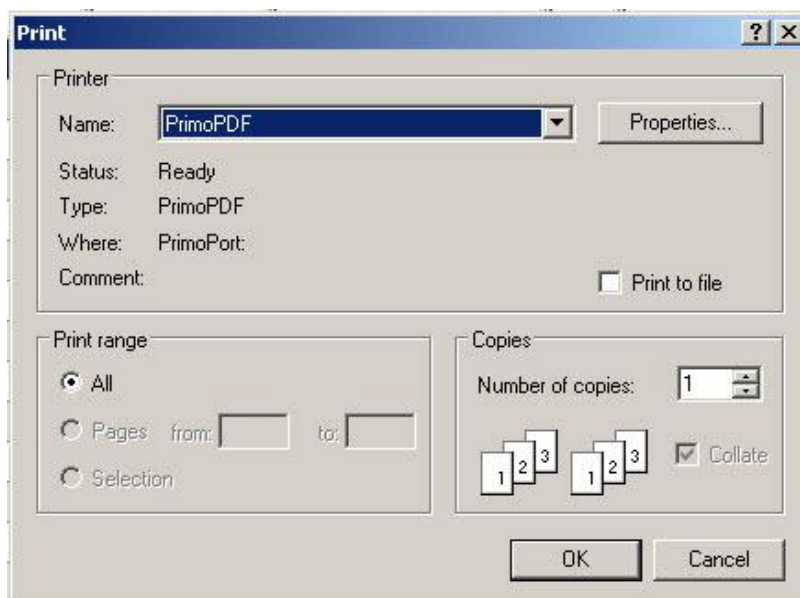 Print
Printer
Name: PrimoPDF Properties...
Status: Ready
Type: PrimoPDF
Where: PrimoPort:
Comment:
Print to file
Print range
All
Pages from: to:
Selection
Copies
Number of copies: 1
1 2 3 1 2 3
Collate
OK Cancel